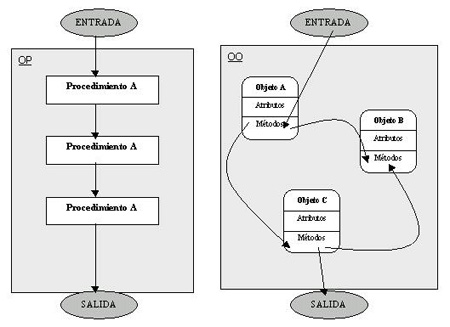 ENTRADA
OP
Procedimiento A
Procedimiento A
Procedimiento A
SALIDA
ENTRADA
OO
Objeto A
Atributos
Métodos
Objeto B
Atributos
Métodos
Objeto C
Atributos
Métodos
SALIDA